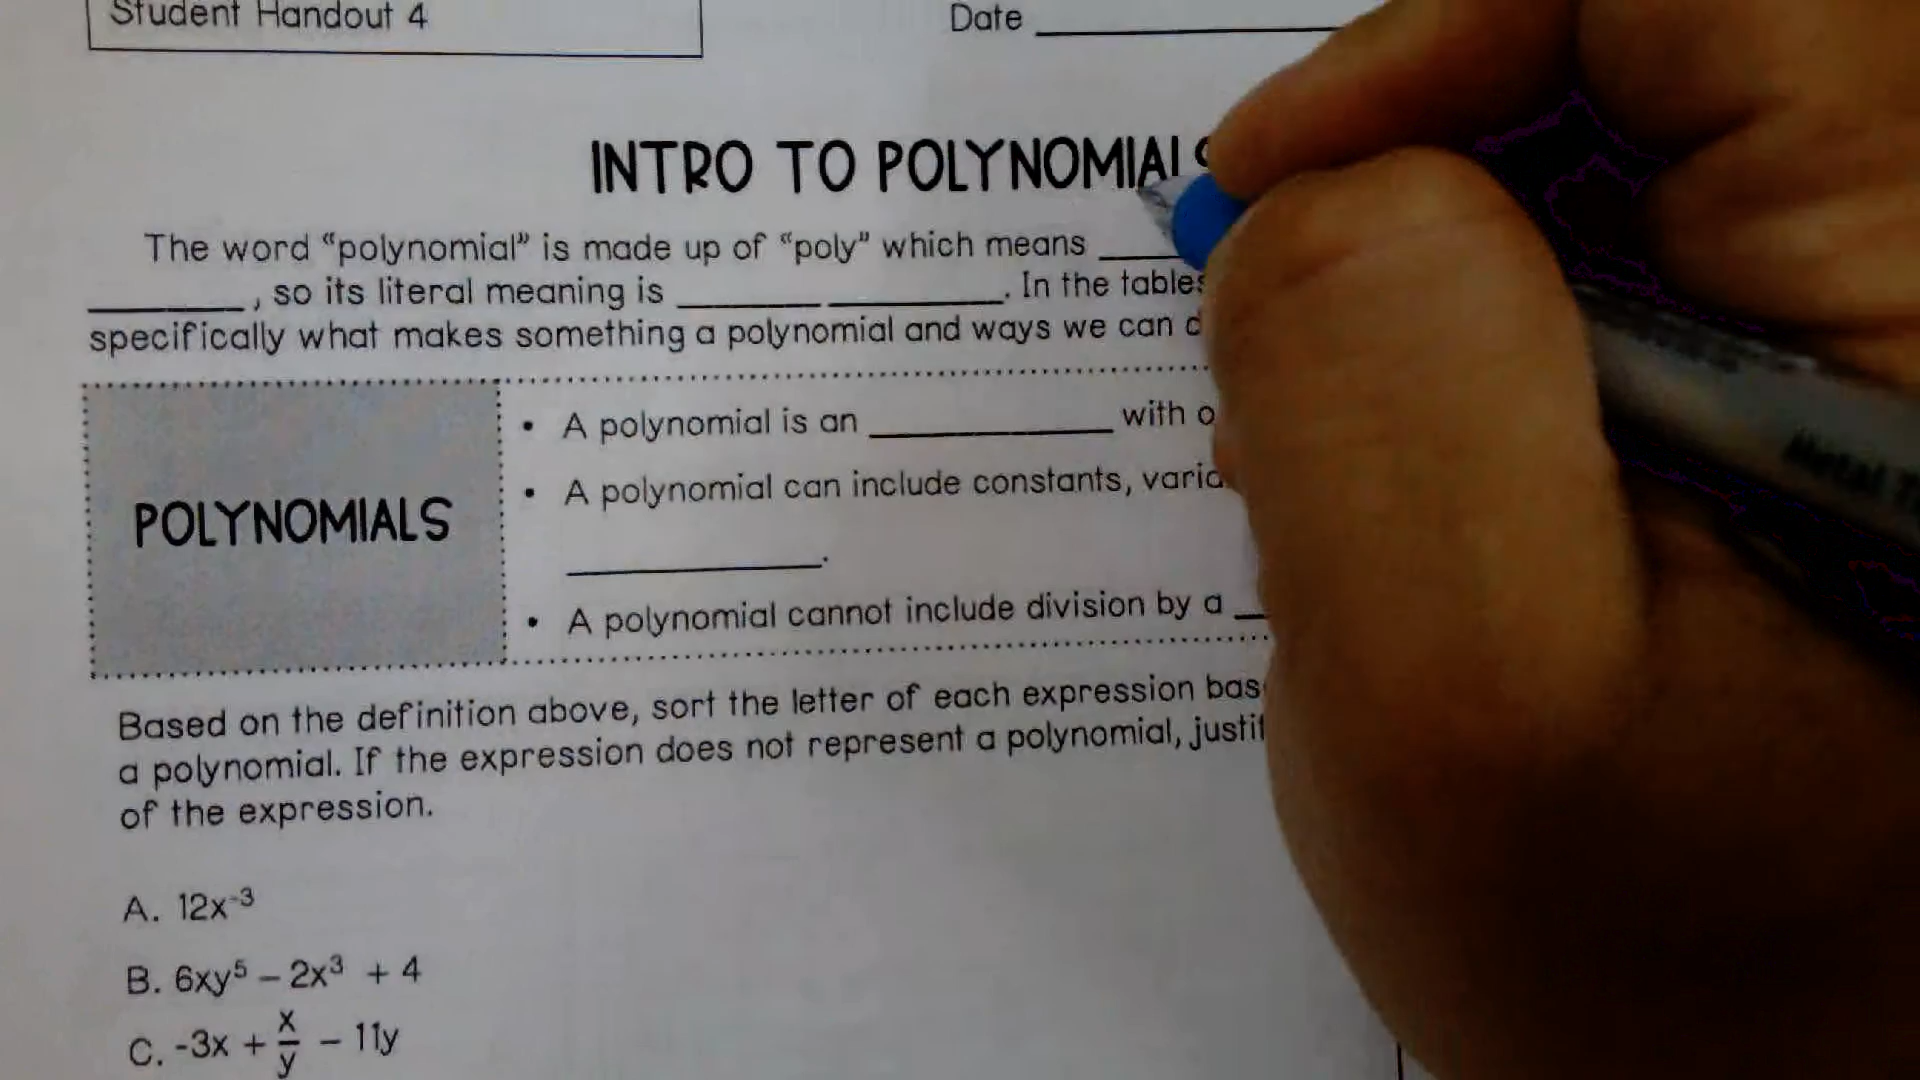 Student Handout 4
Date
INTRO TO POLYNOMIALS
The word “polynomial” is made up of “poly” which means
, so its literal meaning is . In the tables
specifically what makes something a polynomial and ways we can
POLYNOMIALS
• A polynomial is an with
• A polynomial can include constants,
.
• A polynomial cannot include division by a
Based on the definition above, sort the letter of each expression
a polynomial. If the expression does not represent a polynomial,
of the expression.
A. 12x⁻³
B. 6xy⁵ – 2x³ + 4
C. -3x + x/y – 11y